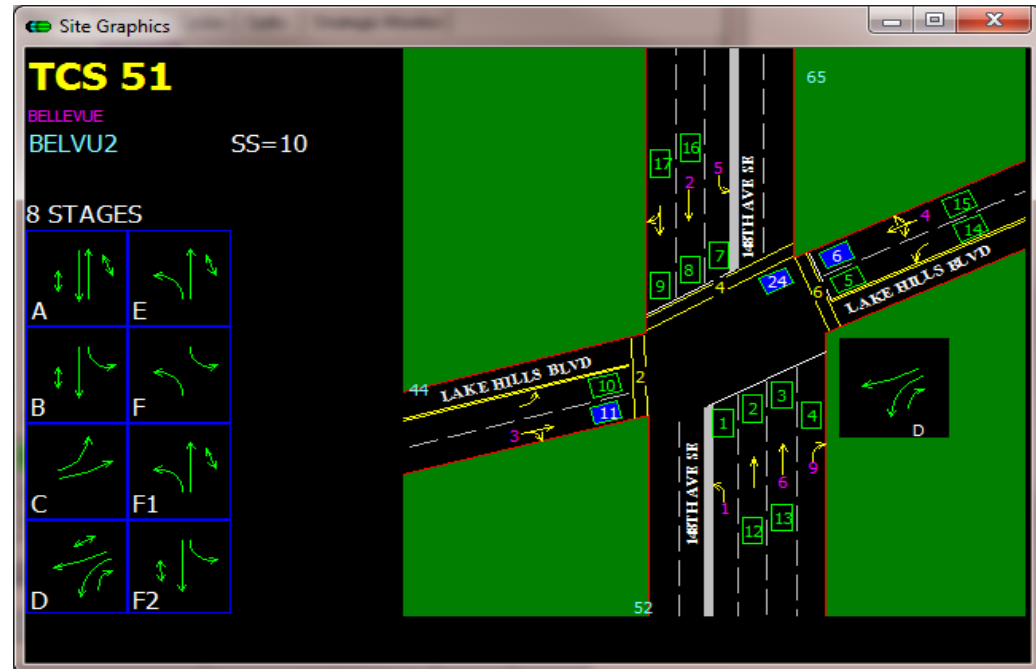 Site Graphics
TCS 51
BELLEVUE
BELVU2 SS=10
8 STAGES
A
E
B
F
C
F1
D
F2
65
17
16
5
2
148TH AVE SE
15
4
14
6
7
8
9
24
5
4
6
LAKE HILLS BLVD
LAKE HILLS BLVD
44
10
2
11
3
1
2
3
4
D
148TH AVE SE
6
9
1
12
13
52